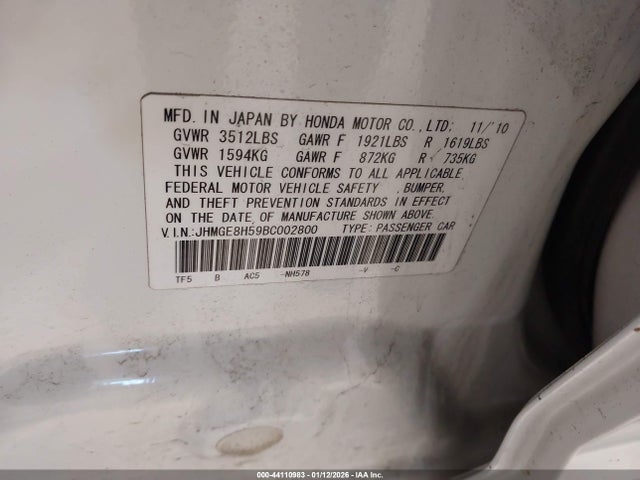 MFD. IN JAPAN BY HONDA MOTOR CO.,LTD; 11/'10
GVWR 3512LBS GAWR F 1921LBS R 1619LBS
GVWR 1594KG GAWR F 872KG R 735KG
THIS VEHICLE CONFORMS TO ALL APPLICABLE
FEDERAL MOTOR VEHICLE SAFETY , BUMPER,
AND THEFT PREVENTION STANDARDS IN EFFECT
ON THE DATE OF MANUFACTURE SHOWN ABOVE.
V.IN:JHMGE8H59BC002800 TYPE: PASSENGER CAR
TF5 B AC5 -NH578 -V -C
000-44110983 - 01/12/2026 - IAA Inc.